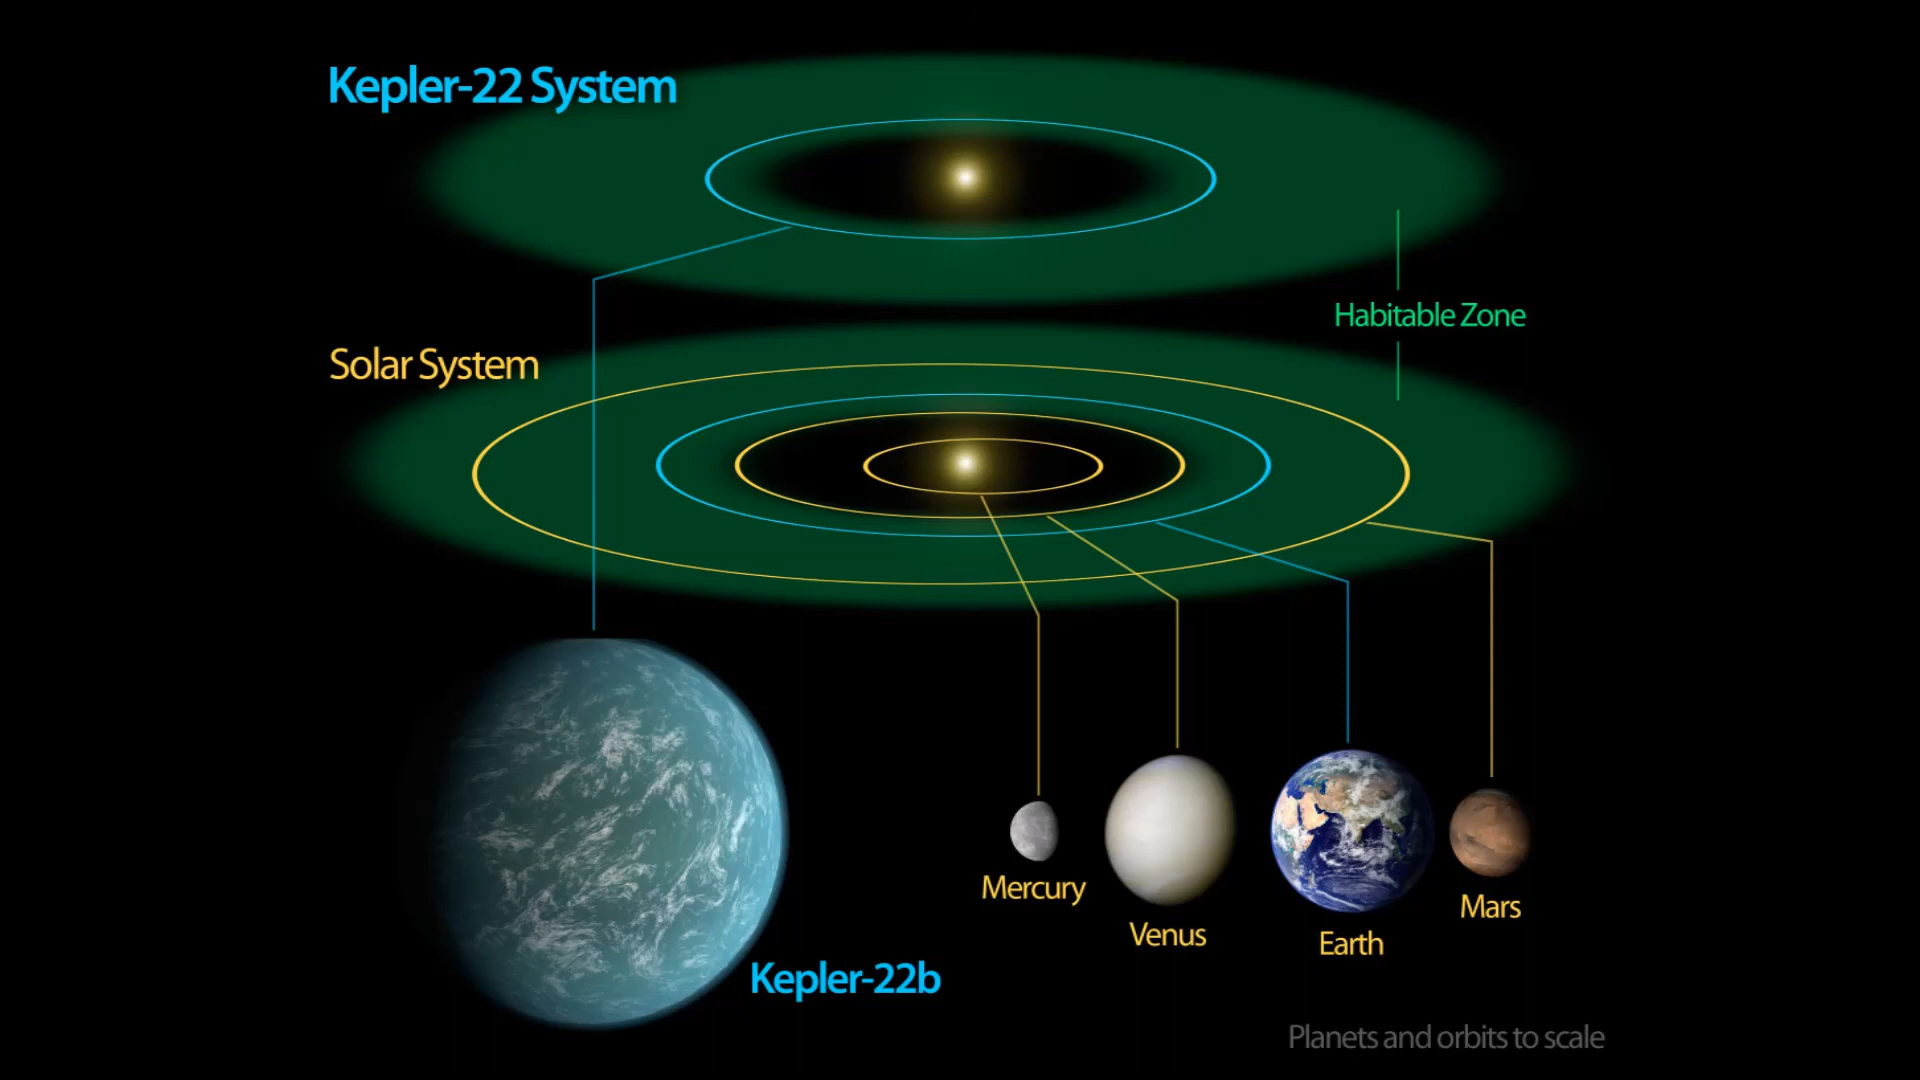 Kepler-22 System
Habitable Zone
Solar System
Mercury
Venus
Earth
Mars
Kepler-22b
Planets and orbits to scale